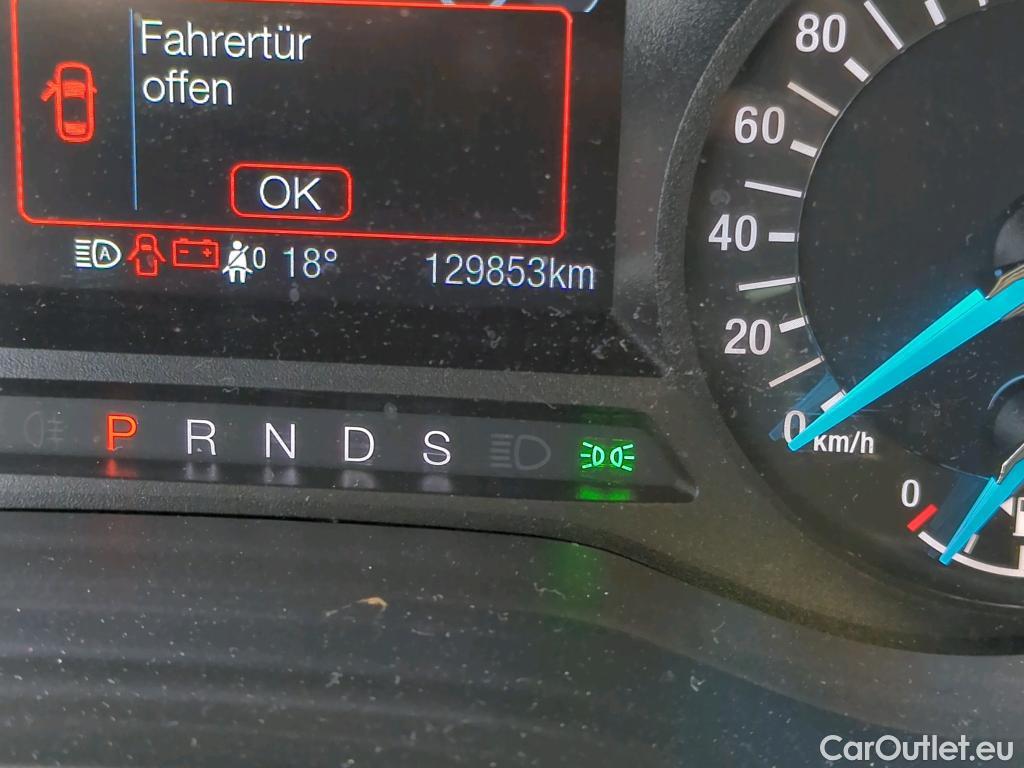 Fahrertür
offen
OK
A
0 18° 129853km
80
60
40
20
0 km/h
P R N D S
0
CarOutlet.eu